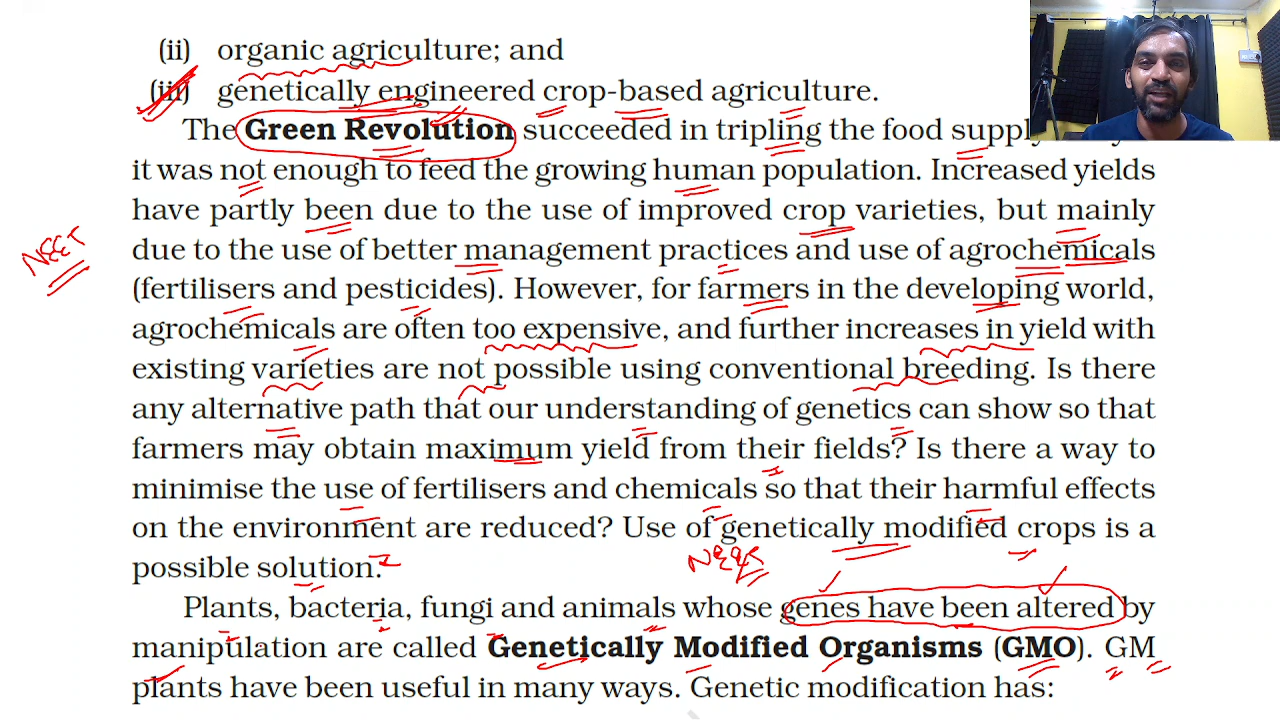 (ii) organic agriculture; and
(iii) genetically engineered crop-based agriculture.
The Green Revolution succeeded in tripling the food supply
it was not enough to feed the growing human population. Increased yields
have partly been due to the use of improved crop varieties, but mainly
due to the use of better management practices and use of agrochemicals
NEET
(fertilisers and pesticides). However, for farmers in the developing world,
agrochemicals are often too expensive, and further increases in yield with
existing varieties are not possible using conventional breeding. Is there
any alternative path that our understanding of genetics can show so that
farmers may obtain maximum yield from their fields? Is there a way to
minimise the use of fertilisers and chemicals so that their harmful effects
on the environment are reduced? Use of genetically modified crops is a
possible solution.
Plants, bacteria, fungi and animals whose genes have been altered by
manipulation are called Genetically Modified Organisms (GMO). GM
plants have been useful in many ways. Genetic modification has: